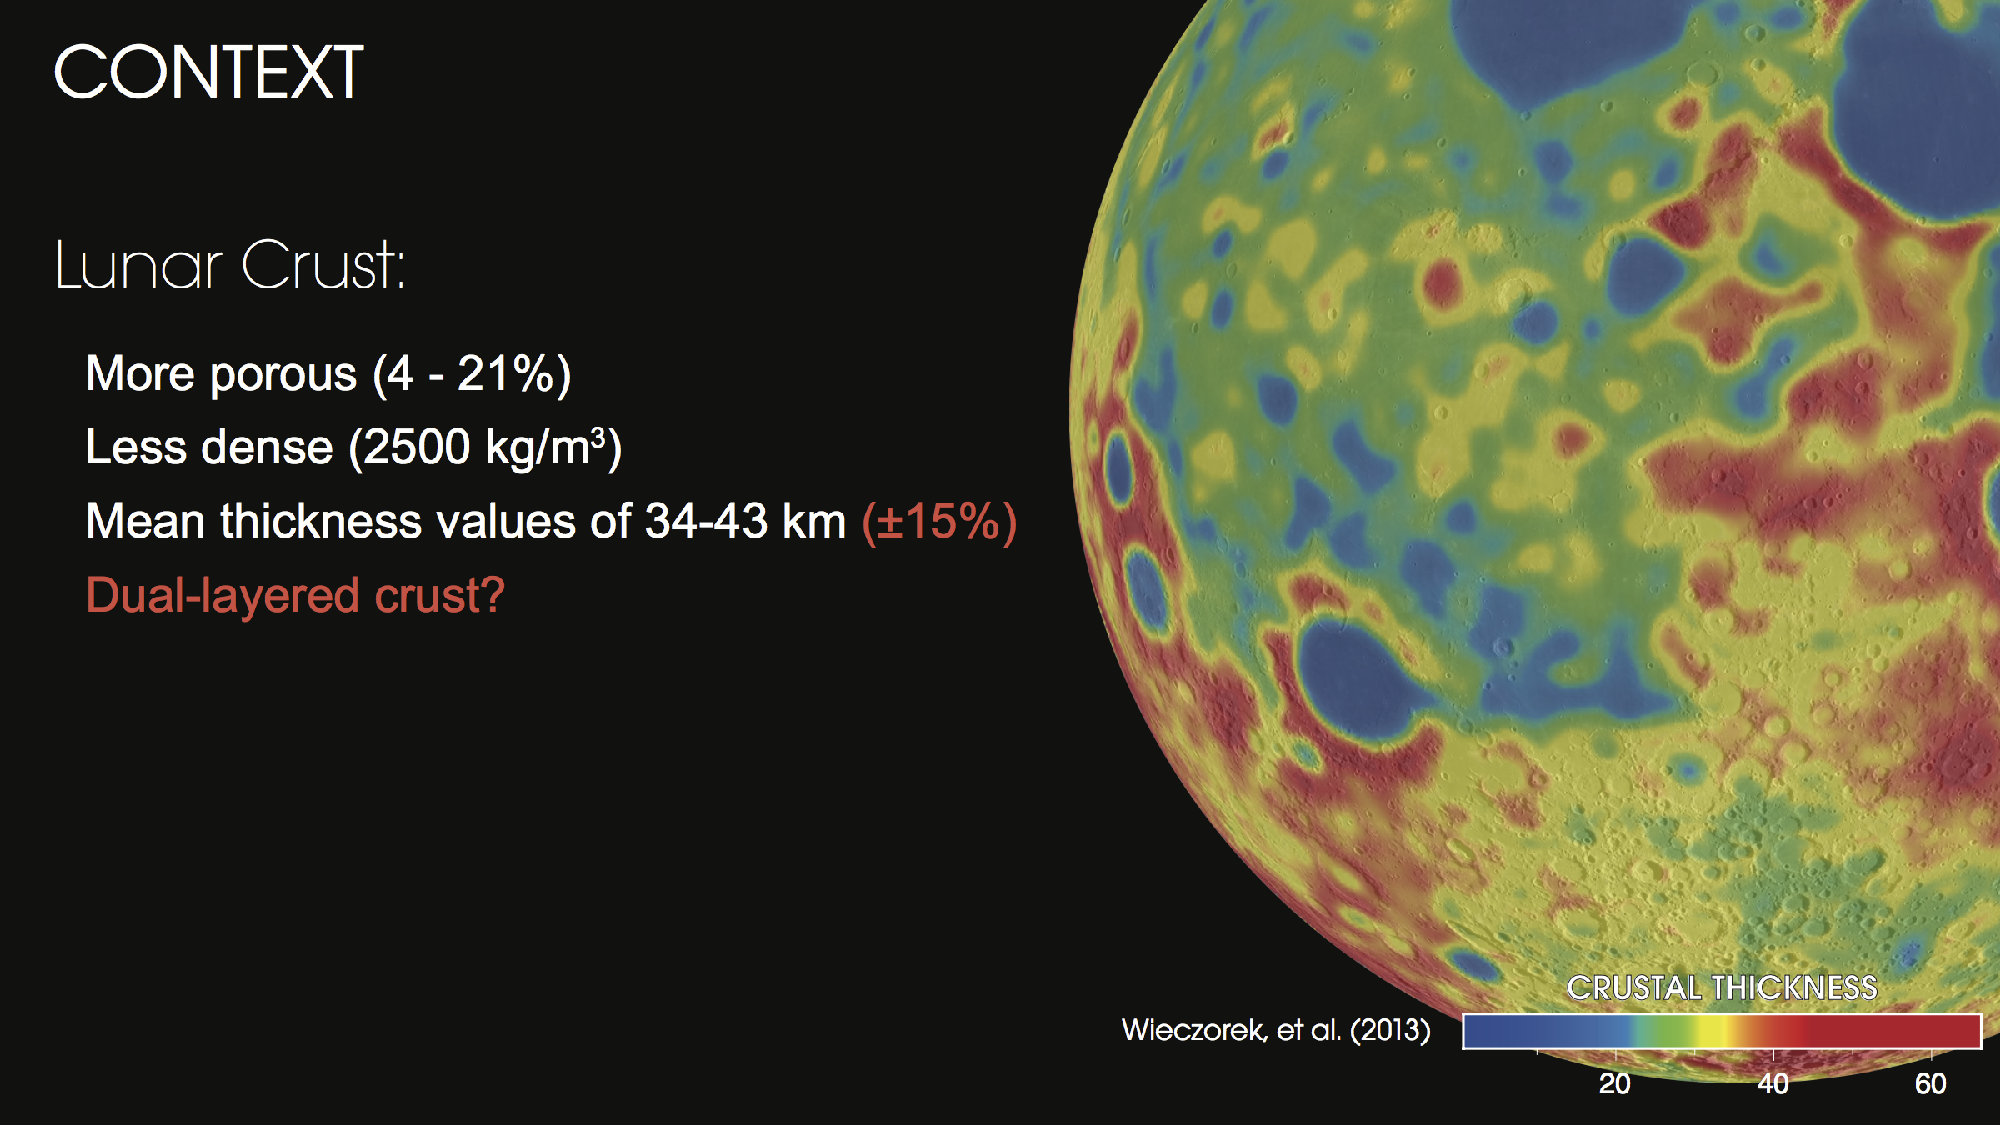 CONTEXT
Lunar Crust:
More porous (4 - 21%)
Less dense (2500 kg/m³)
Mean thickness values of 34-43 km (±15%)
Dual-layered crust?
CRUSTAL THICKNESS
Wieczorek, et al. (2013)
20 40 60